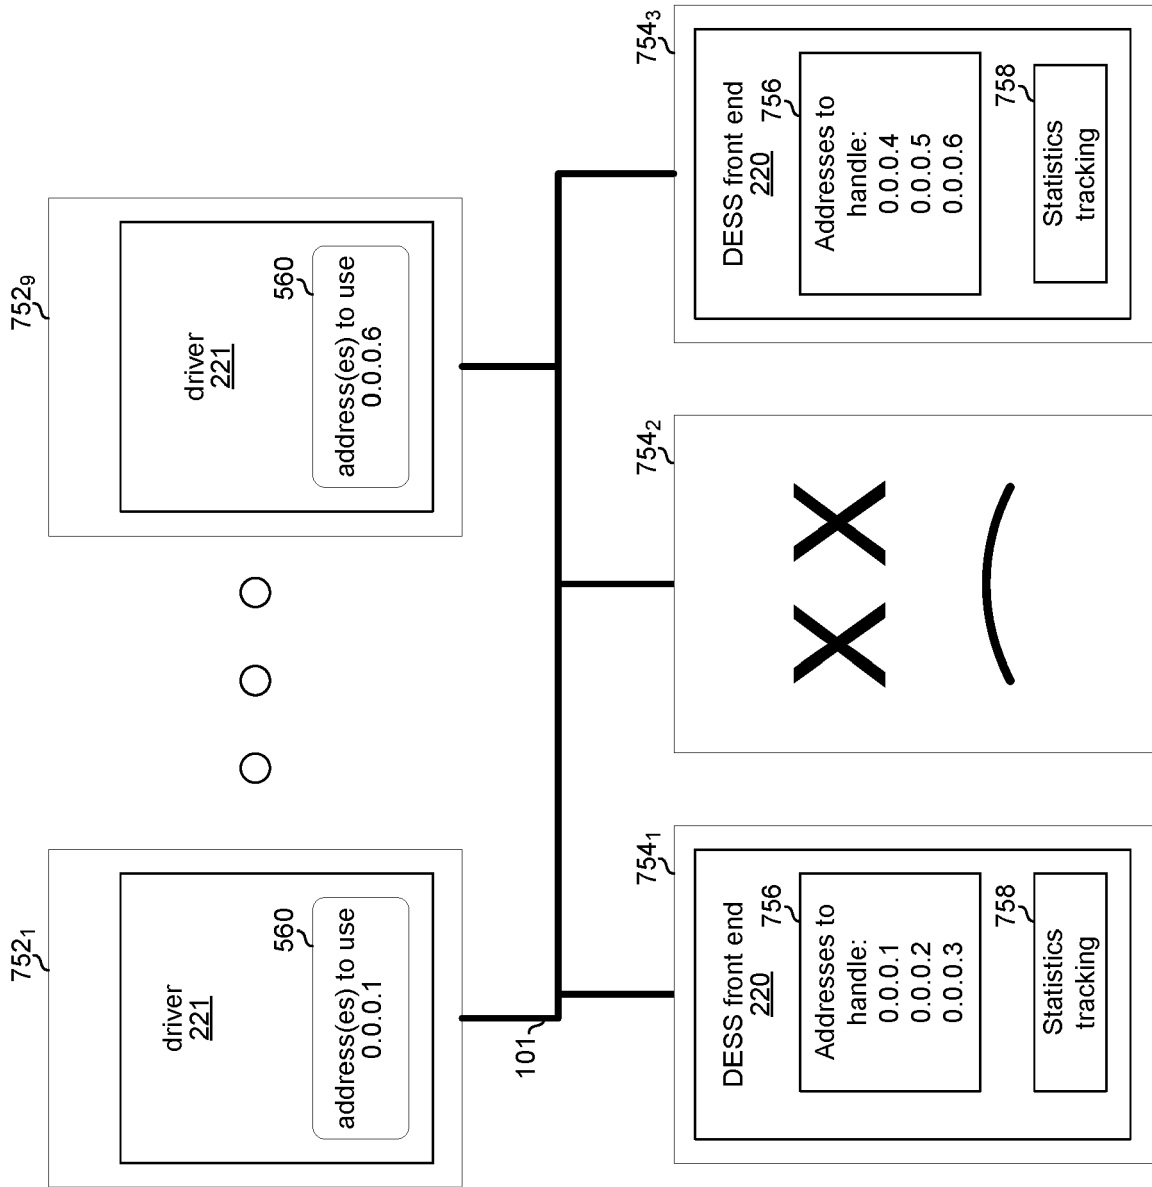 752₁
driver
221
560
address(es) to use
0.0.0.1
752₉
driver
221
560
address(es) to use
0.0.0.6
101
754₁
DESS front end
220
756
Addresses to
handle:
0.0.0.1
0.0.0.2
0.0.0.3
758
Statistics
tracking
754₂
754₃
DESS front end
220
756
Addresses to
handle:
0.0.0.4
0.0.0.5
0.0.0.6
758
Statistics
tracking